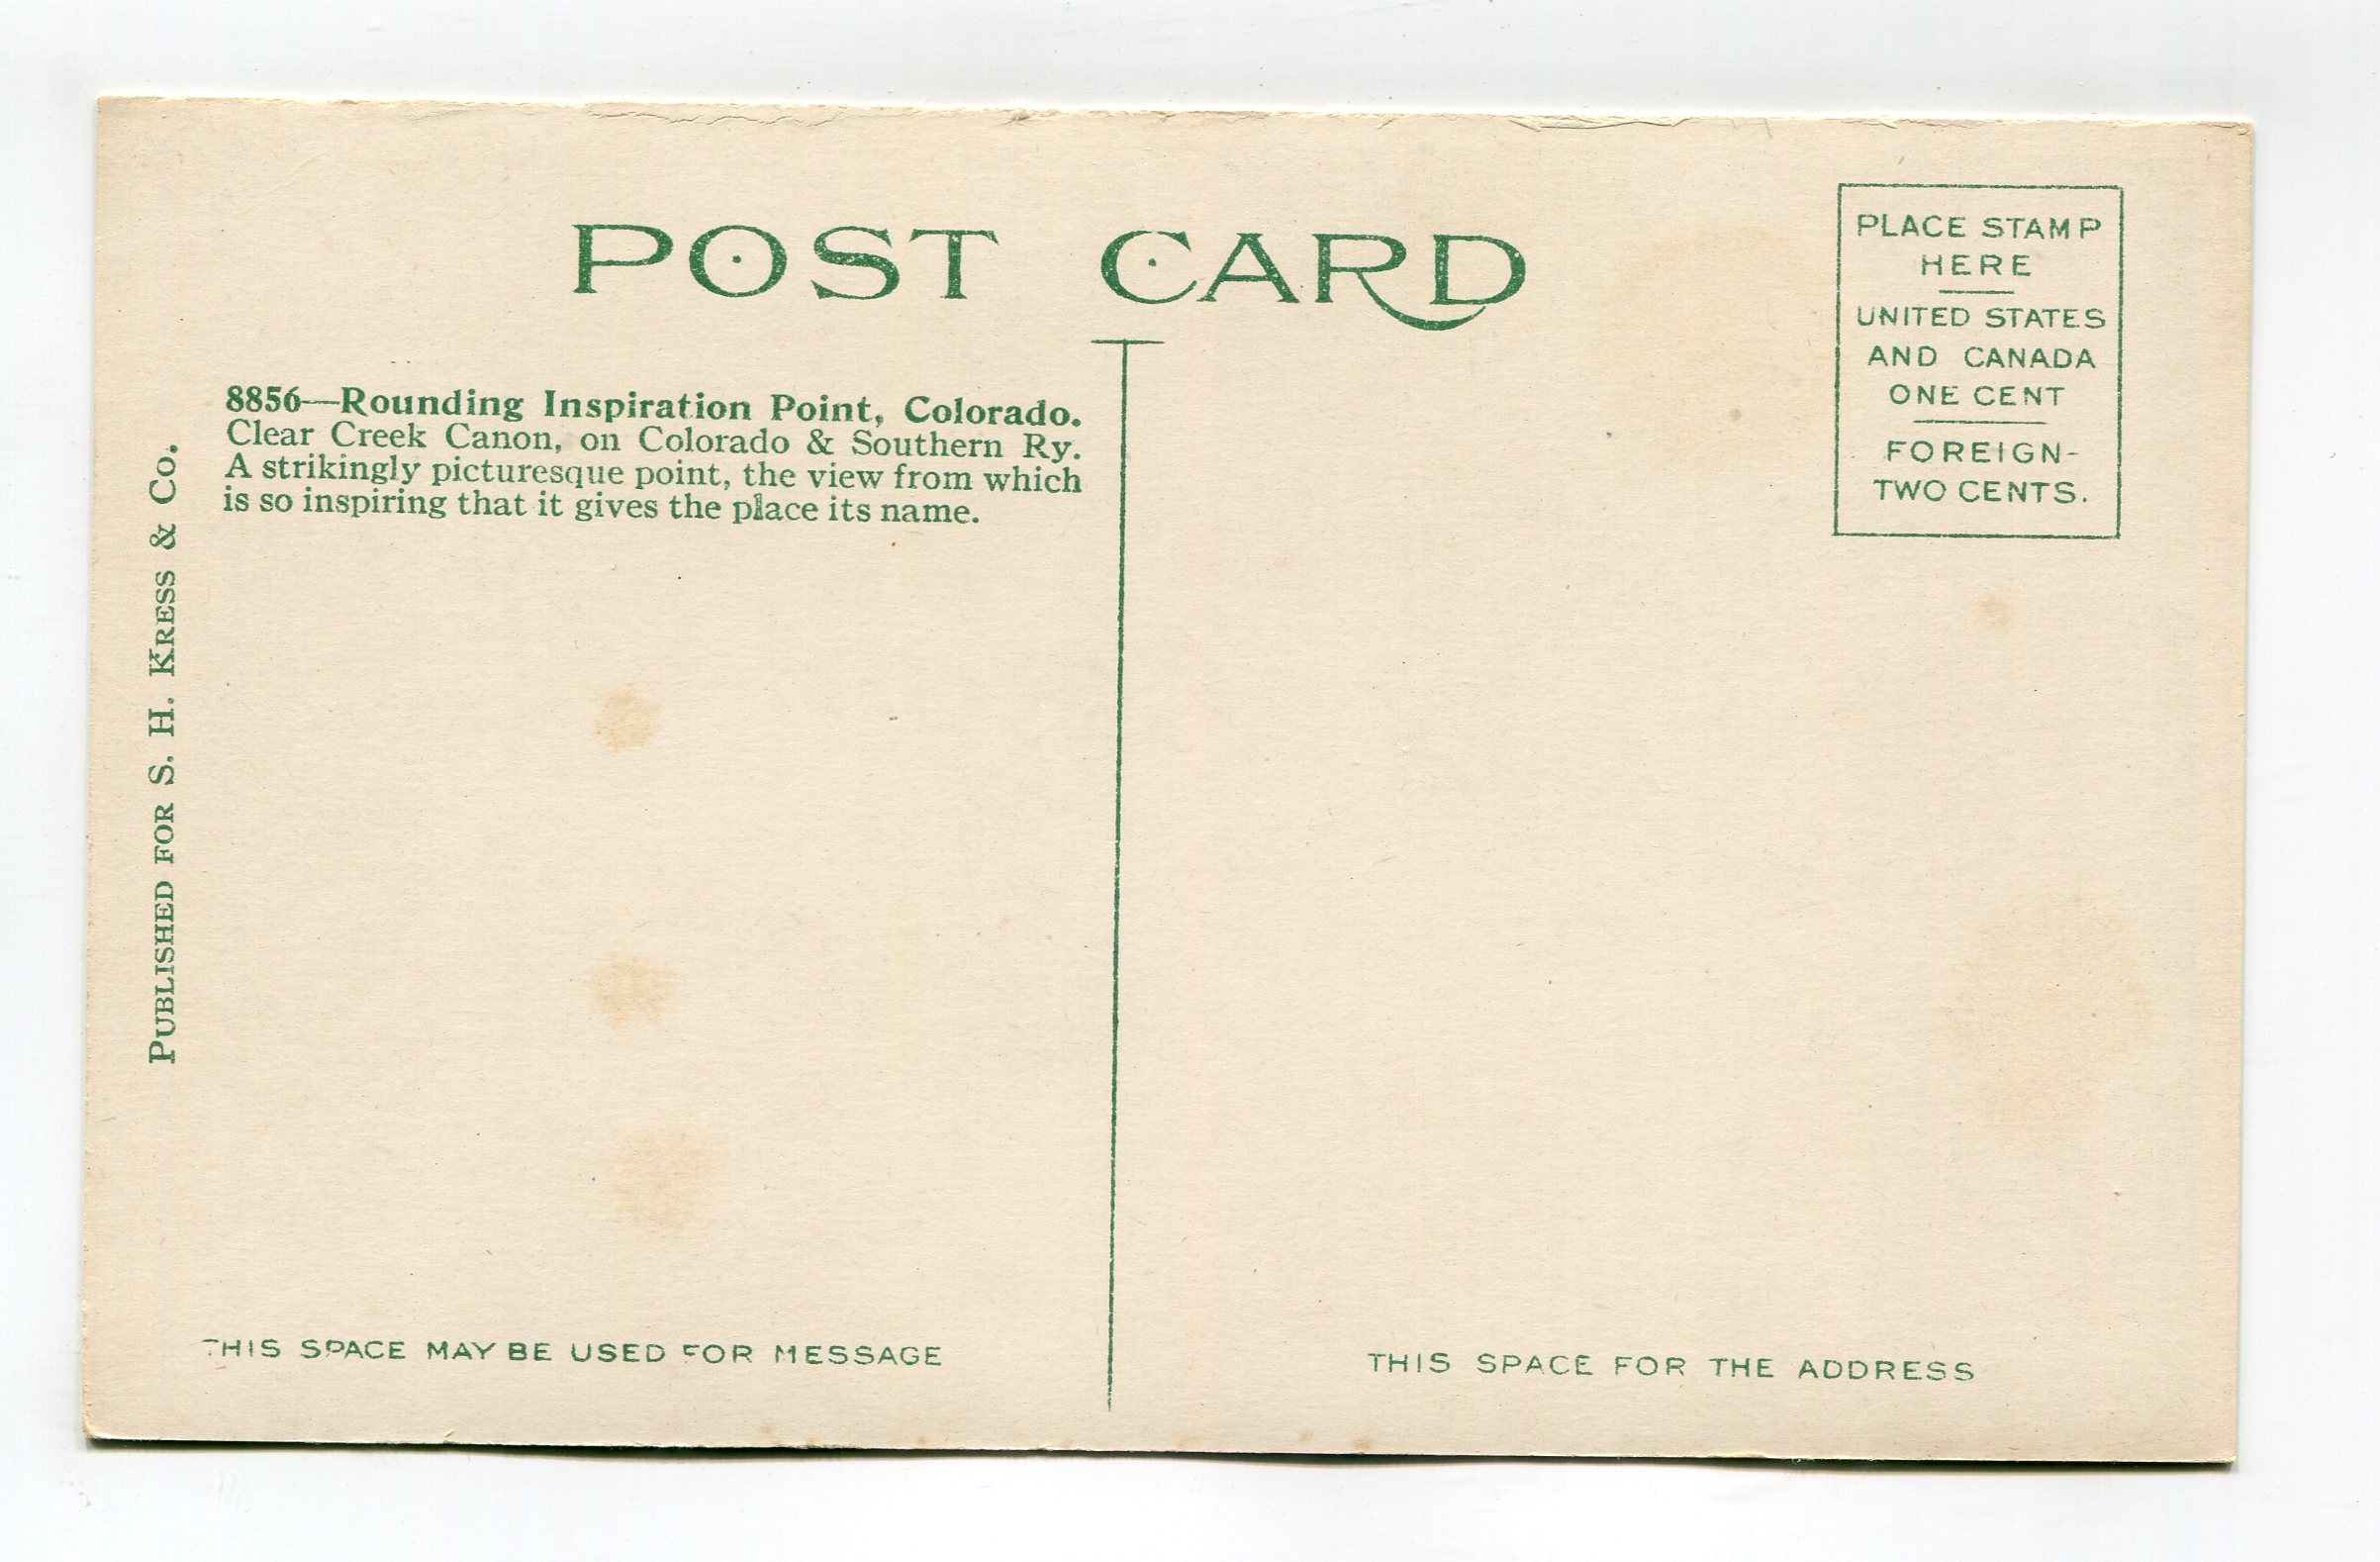 POST CARD
PLACE STAMP
HERE
UNITED STATES
AND CANADA
ONE CENT
FOREIGN-
TWO CENTS.
8856—Rounding Inspiration Point, Colorado.
Clear Creek Canon, on Colorado & Southern Ry.
A strikingly picturesque point, the view from which
is so inspiring that it gives the place its name.
PUBLISHED FOR S. H. KRESS & CO.
THIS SPACE MAY BE USED FOR MESSAGE
THIS SPACE FOR THE ADDRESS